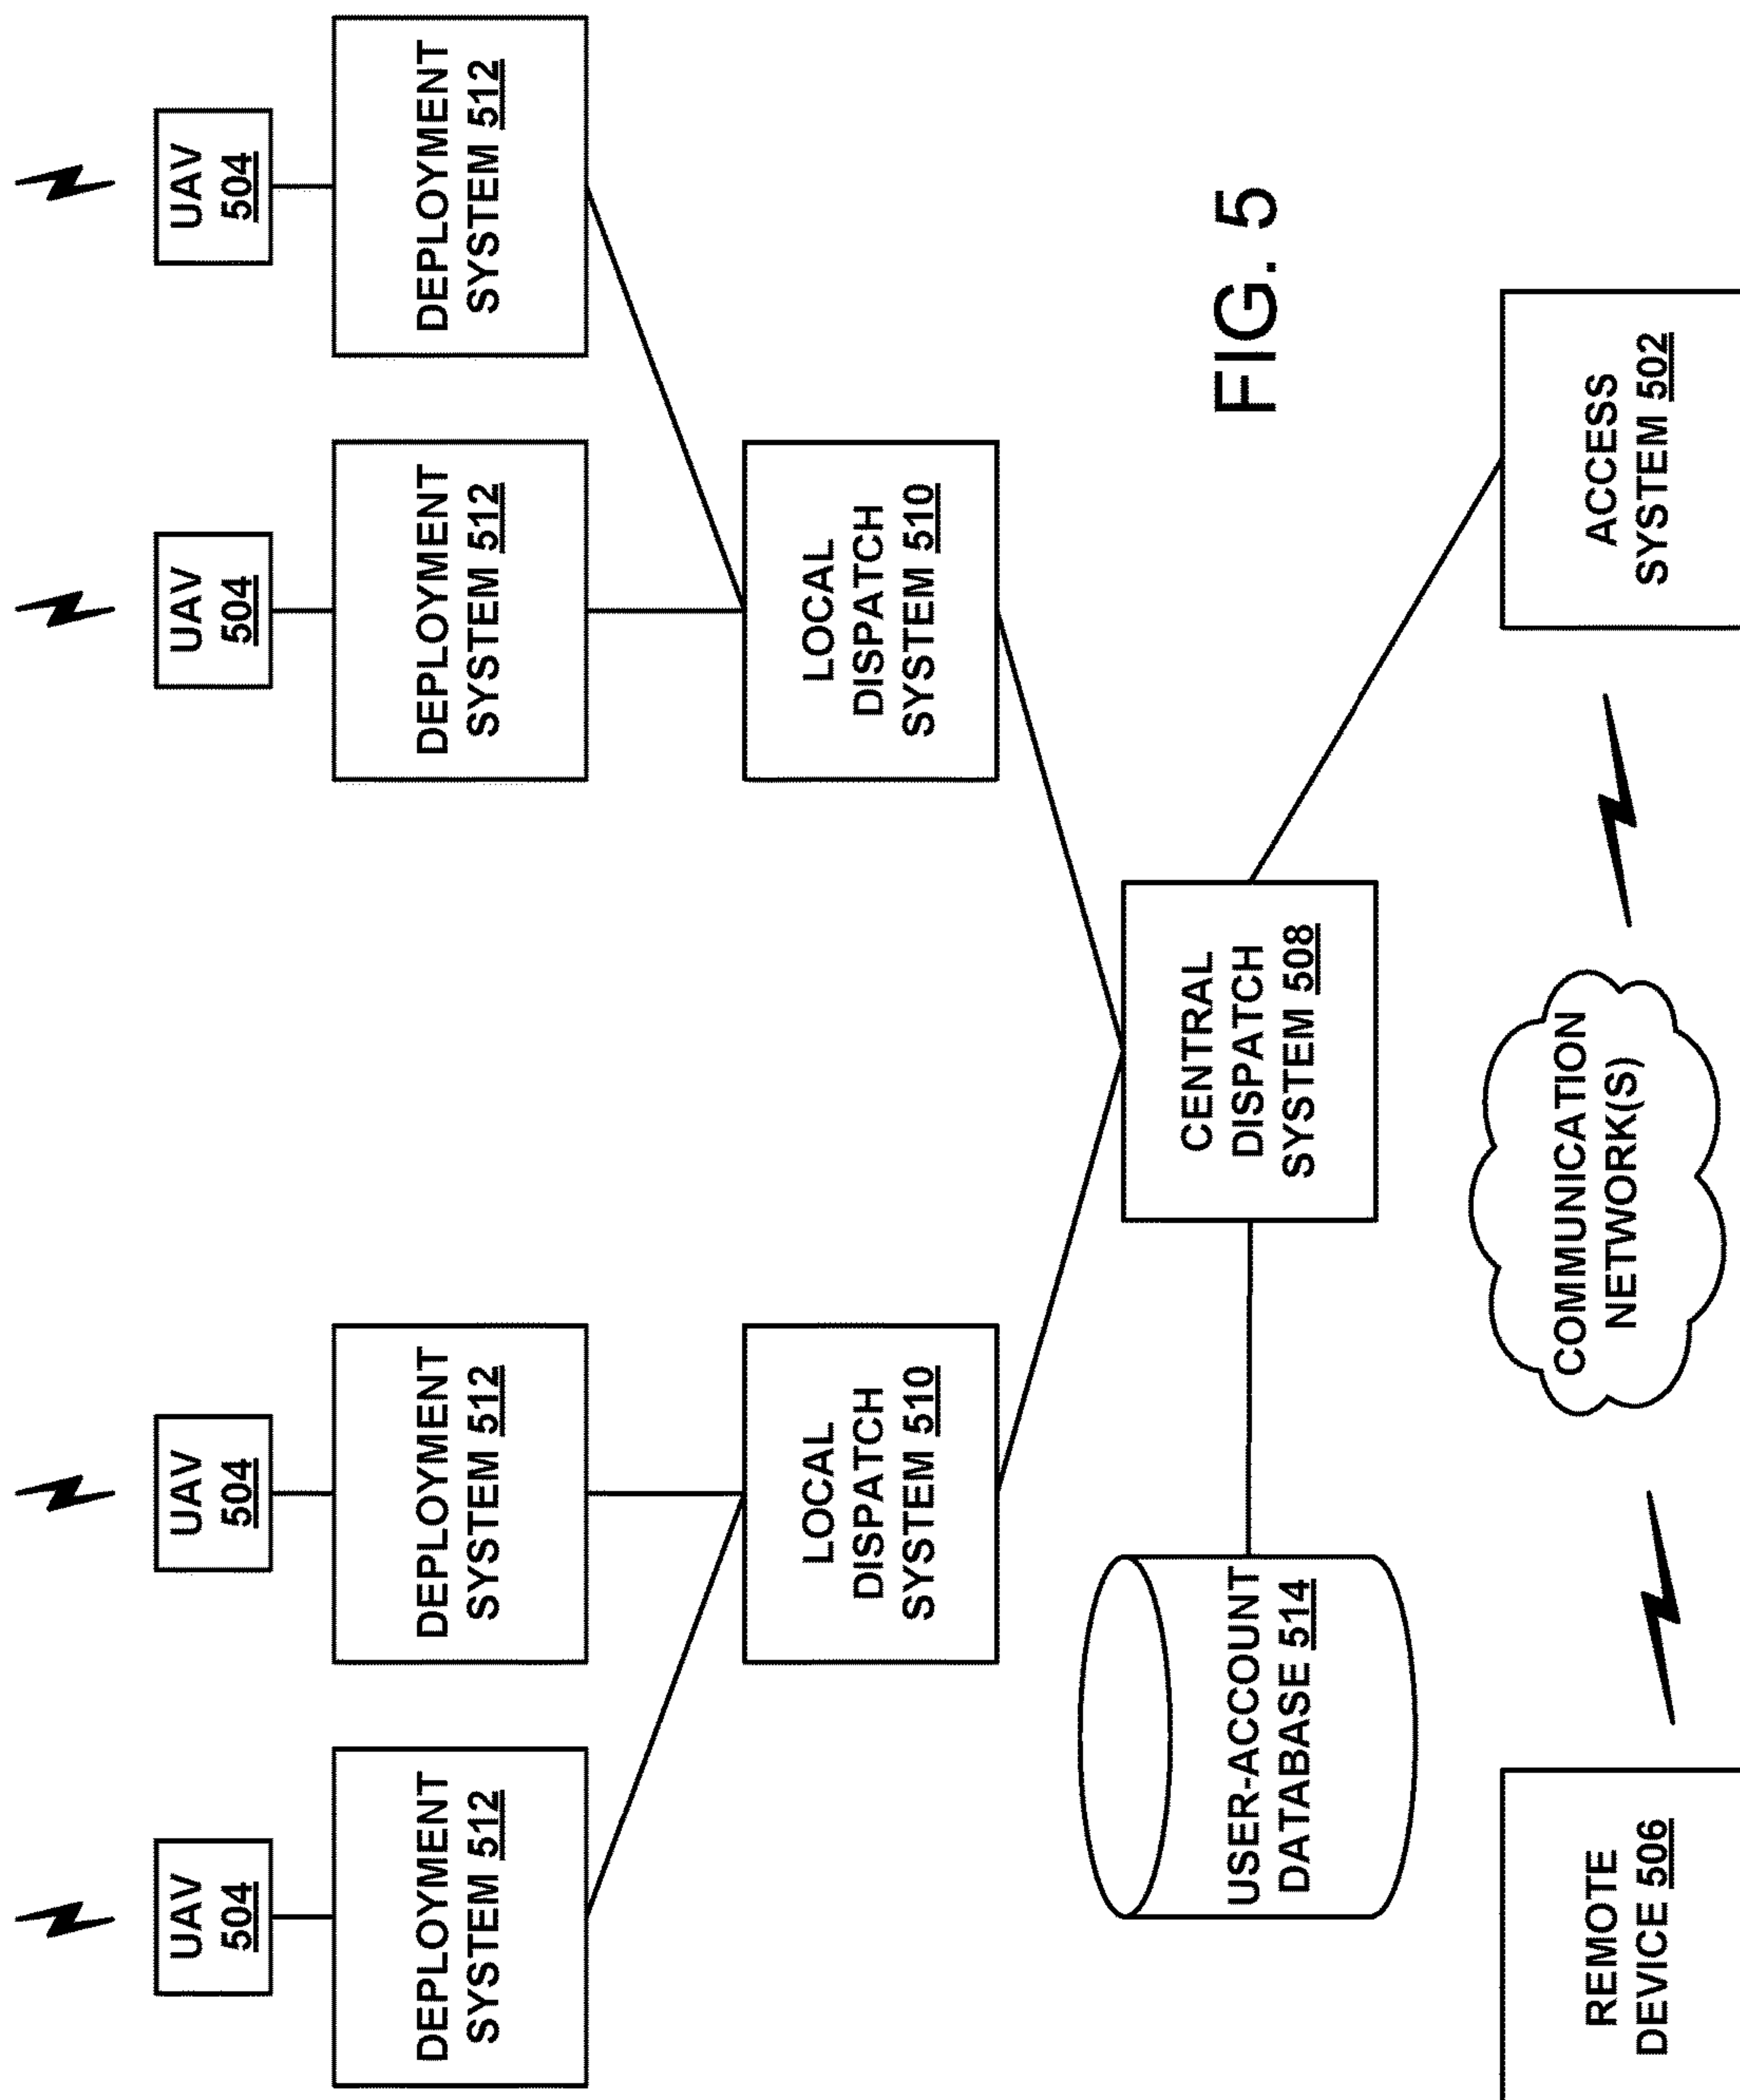 UAV
504
UAV
504
UAV
504
UAV
504
DEPLOYMENT
SYSTEM 512
DEPLOYMENT
SYSTEM 512
DEPLOYMENT
SYSTEM 512
DEPLOYMENT
SYSTEM 512
LOCAL
DISPATCH
SYSTEM 510
LOCAL
DISPATCH
SYSTEM 510
USER-ACCOUNT
DATABASE 514
CENTRAL
DISPATCH
SYSTEM 508
FIG. 5
REMOTE
DEVICE 506
COMMUNICATION
NETWORK(S)
ACCESS
SYSTEM 502